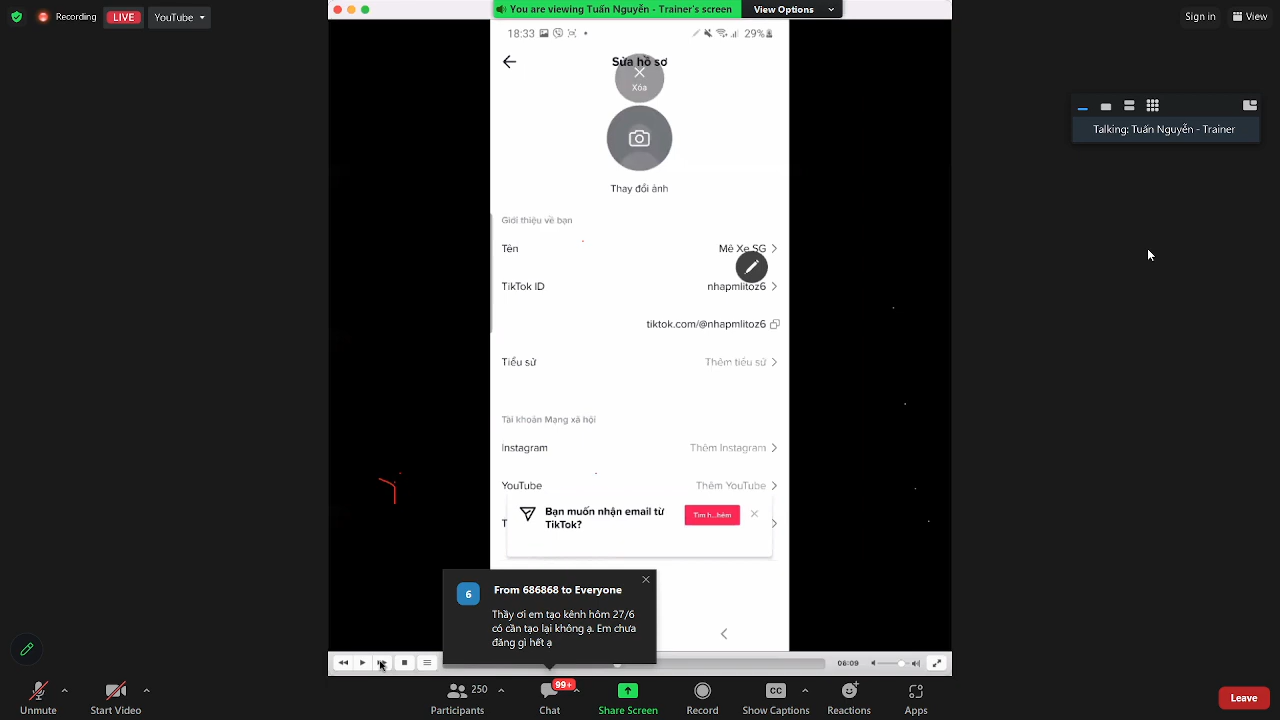 Recording
LIVE
YouTube
You are viewing Tuấn Nguyễn - Trainer's screen
View Options
View
Talking: Tuấn Nguyễn - Trainer
18:33
29%
Sửa hồ sơ
Xóa
Thay đổi ảnh
Giới thiệu về bạn
Tên
Mê Xe SG
TikTok ID
nhapmlitoz6
tiktok.com/@nhapmlitoz6
Tiểu sử
Thêm tiểu sử
Tài khoản Mạng xã hội
Instagram
Thêm Instagram
YouTube
Thêm YouTube
T
Bạn muốn nhận email từ
TikTok?
Tìm h...hêm
6
From 686868 to Everyone
Thầy ơi em tạo kênh hôm 27/6
có cần tạo lại không ạ. Em chưa
đăng gì hết ạ
06:09
Unmute
Start Video
250
Participants
99+
Chat
Share Screen
Record
CC
Show Captions
Reactions
Apps
Leave